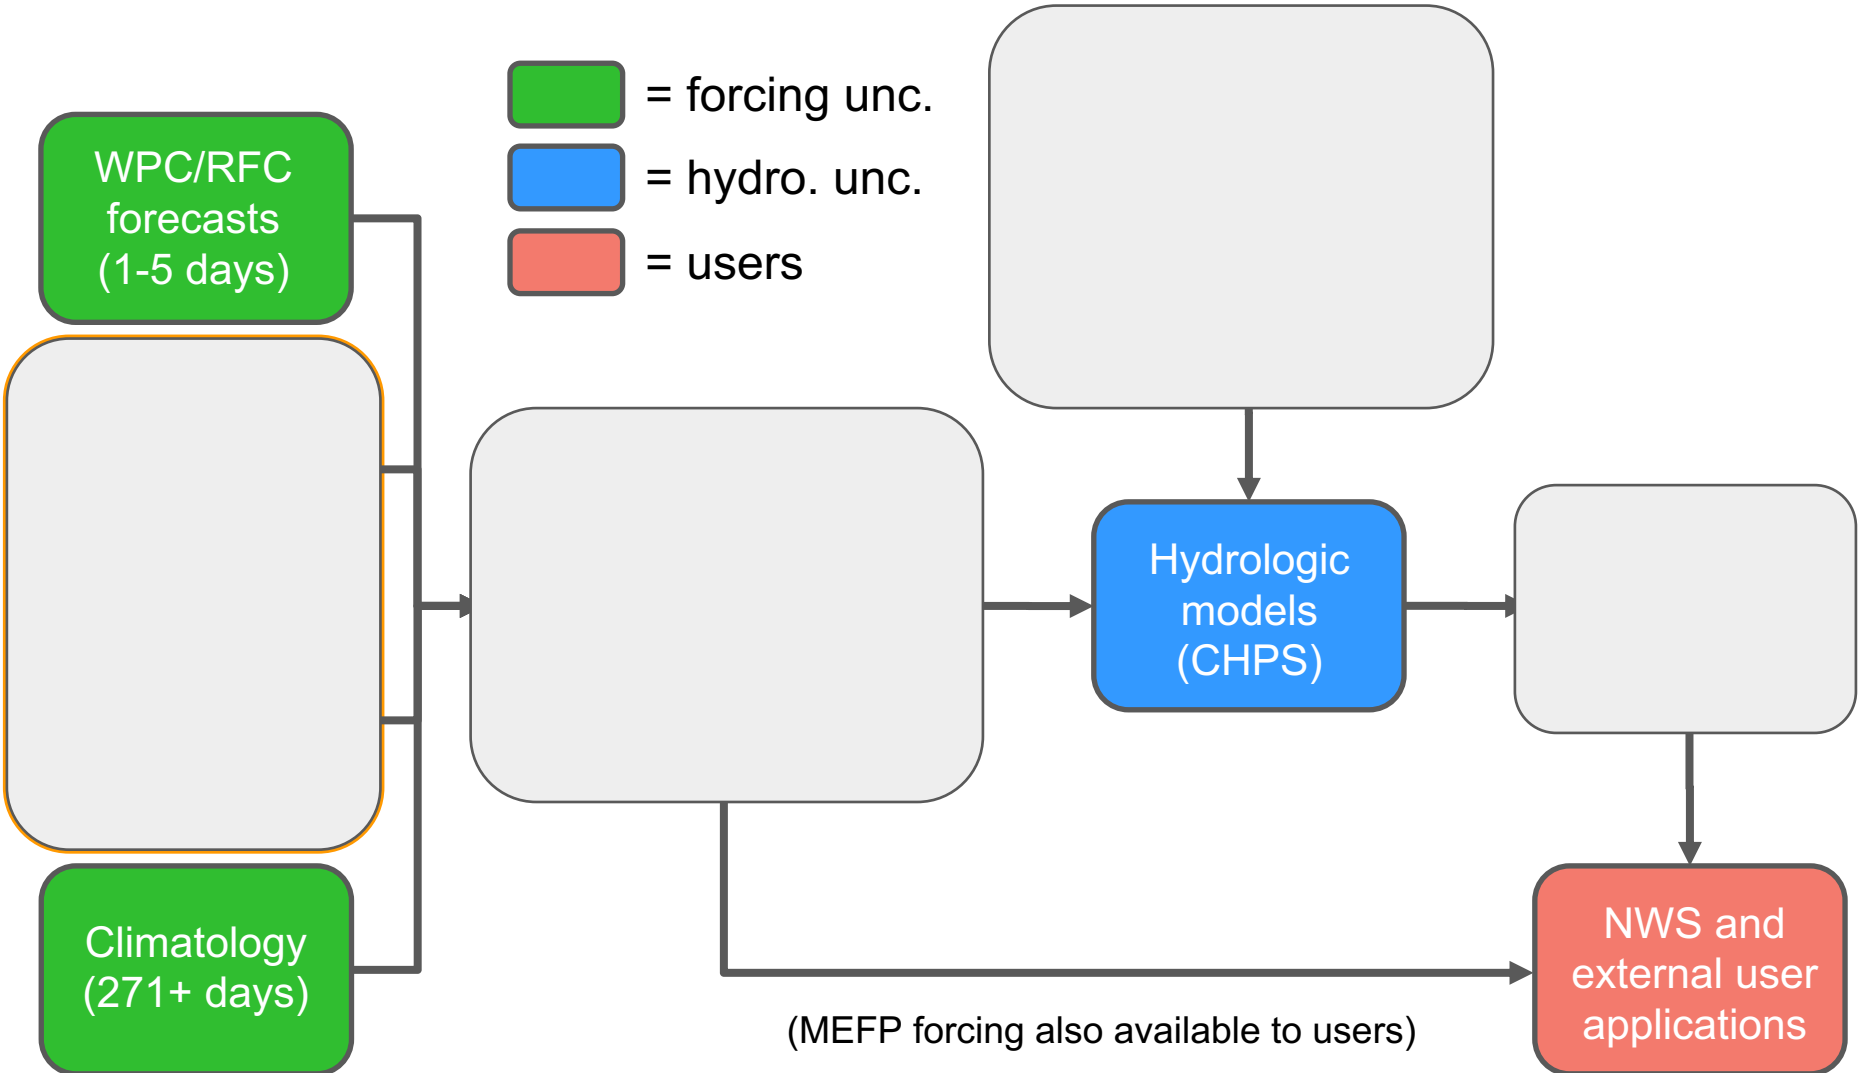 = forcing unc.
= hydro. unc.
= users
WPC/RFC
forecasts
(1-5 days)
Hydrologic
models
(CHPS)
Climatology
(271+ days)
NWS and
external user
applications
(MEFP forcing also available to users)